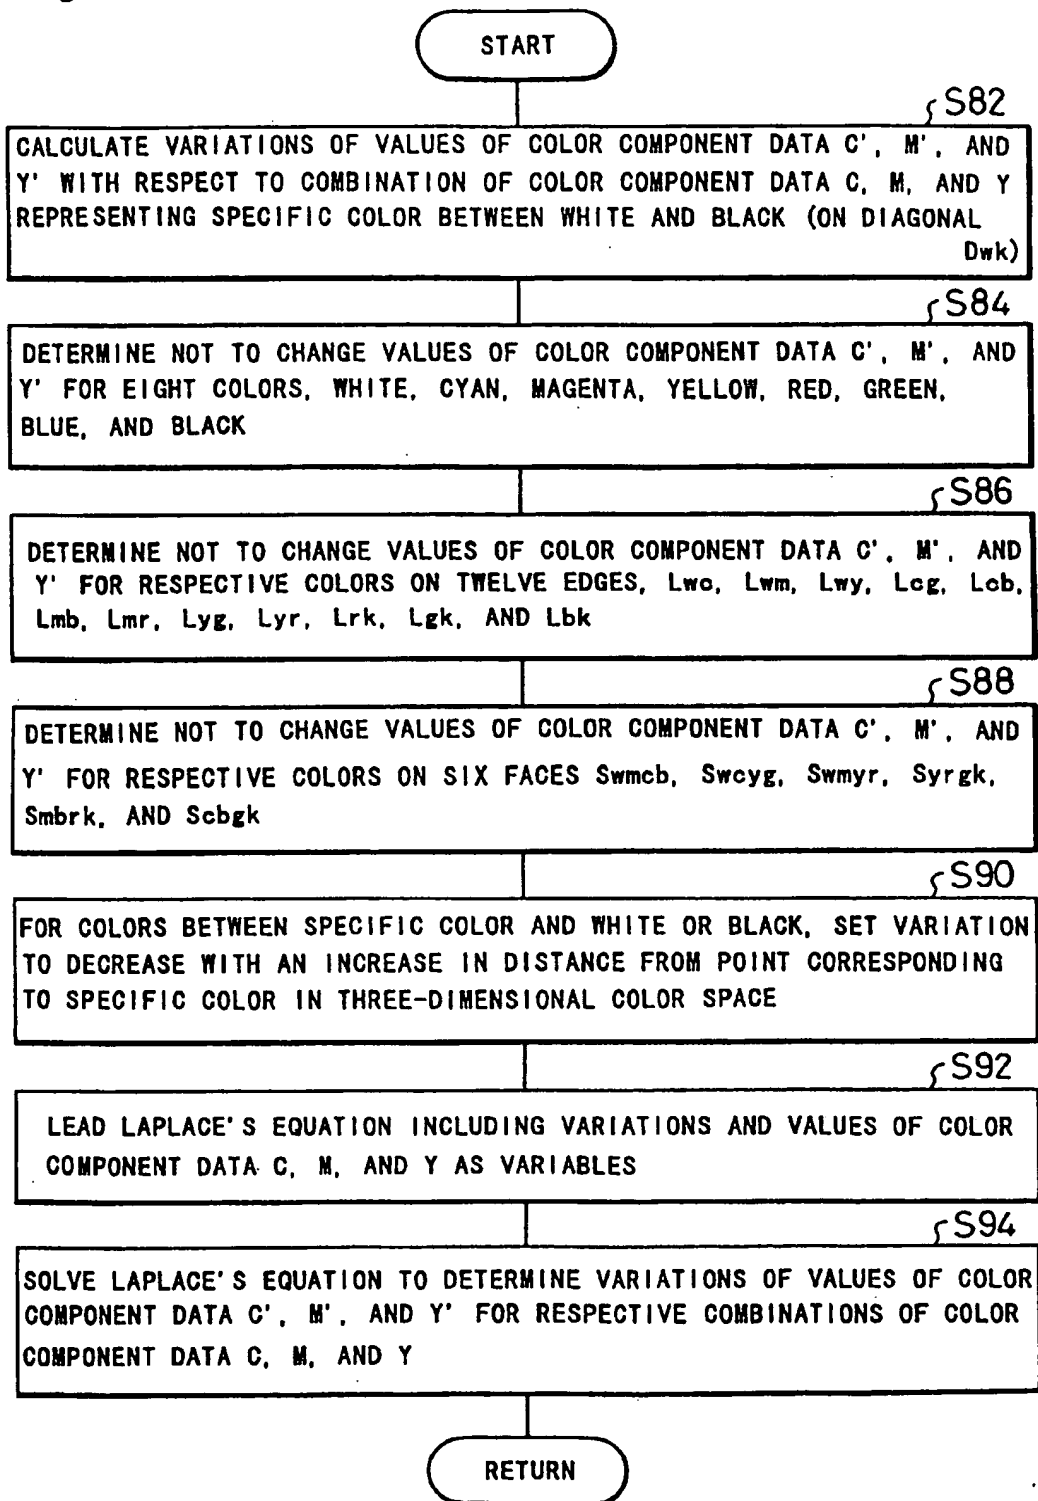 START
S82
CALCULATE VARIATIONS OF VALUES OF COLOR COMPONENT DATA C', M', AND
Y' WITH RESPECT TO COMBINATION OF COLOR COMPONENT DATA C, M, AND Y
REPRESENTING SPECIFIC COLOR BETWEEN WHITE AND BLACK (ON DIAGONAL
Dwk)
S84
DETERMINE NOT TO CHANGE VALUES OF COLOR COMPONENT DATA C', M', AND
Y' FOR EIGHT COLORS, WHITE, CYAN, MAGENTA, YELLOW, RED, GREEN,
BLUE, AND BLACK
S86
DETERMINE NOT TO CHANGE VALUES OF COLOR COMPONENT DATA C', M', AND
Y' FOR RESPECTIVE COLORS ON TWELVE EDGES, Lwc, Lwm, Lwy, Lcg, Lcb,
Lmb, Lmr, Lyg, Lyr, Lrk, Lgk, AND Lbk
S88
DETERMINE NOT TO CHANGE VALUES OF COLOR COMPONENT DATA C', M', AND
Y' FOR RESPECTIVE COLORS ON SIX FACES Swmcb, Swcyg, Swmyr, Syrgk,
Smbrk, AND Scbgk
S90
FOR COLORS BETWEEN SPECIFIC COLOR AND WHITE OR BLACK, SET VARIATION
TO DECREASE WITH AN INCREASE IN DISTANCE FROM POINT CORRESPONDING
TO SPECIFIC COLOR IN THREE-DIMENSIONAL COLOR SPACE
S92
LEAD LAPLACE'S EQUATION INCLUDING VARIATIONS AND VALUES OF COLOR
COMPONENT DATA C, M, AND Y AS VARIABLES
S94
SOLVE LAPLACE'S EQUATION TO DETERMINE VARIATIONS OF VALUES OF COLOR
COMPONENT DATA C', M', AND Y' FOR RESPECTIVE COMBINATIONS OF COLOR
COMPONENT DATA C, M, AND Y
RETURN